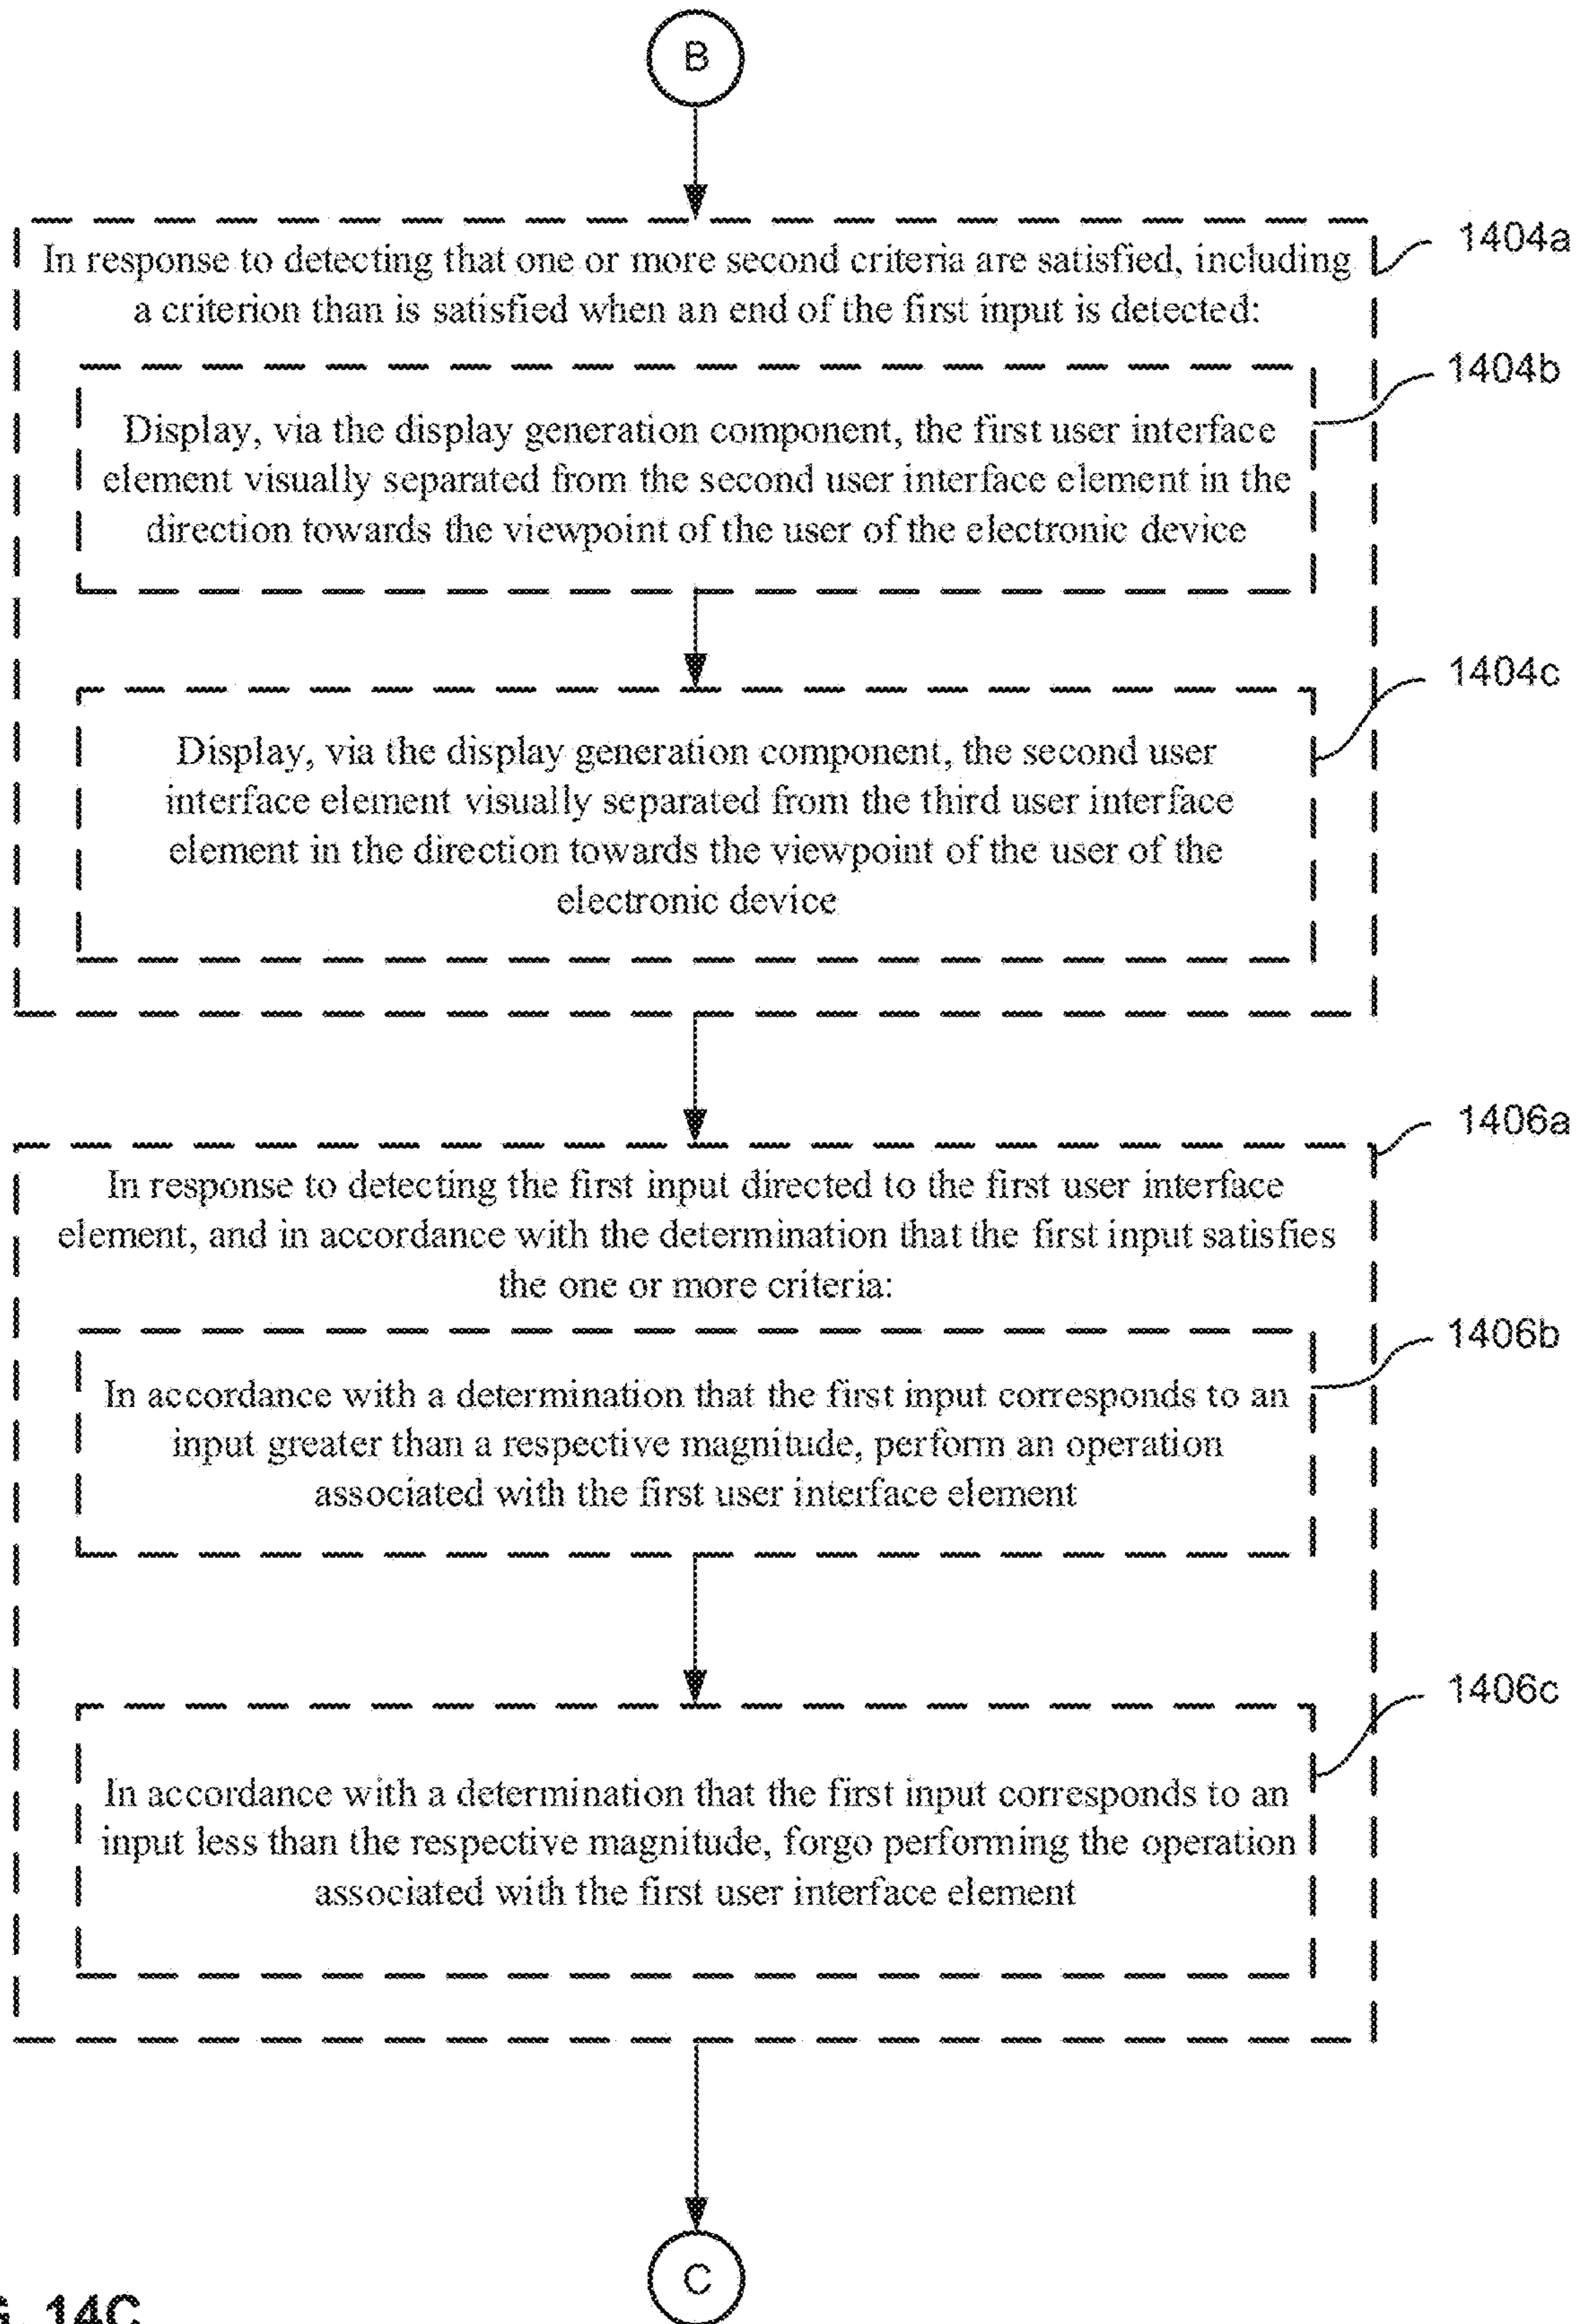 B
1404a
In response to detecting that one or more second criteria are satisfied, including
a criterion than is satisfied when an end of the first input is detected:
1404b
Display, via the display generation component, the first user interface
element visually separated from the second user interface element in the
direction towards the viewpoint of the user of the electronic device
1404c
Display, via the display generation component, the second user
interface element visually separated from the third user interface
element in the direction towards the viewpoint of the user of the
electronic device
1406a
In response to detecting the first input directed to the first user interface
element, and in accordance with the determination that the first input satisfies
the one or more criteria:
1406b
In accordance with a determination that the first input corresponds to an
input greater than a respective magnitude, perform an operation
associated with the first user interface element
1406c
In accordance with a determination that the first input corresponds to an
input less than the respective magnitude, forgo performing the operation
associated with the first user interface element
C
14C